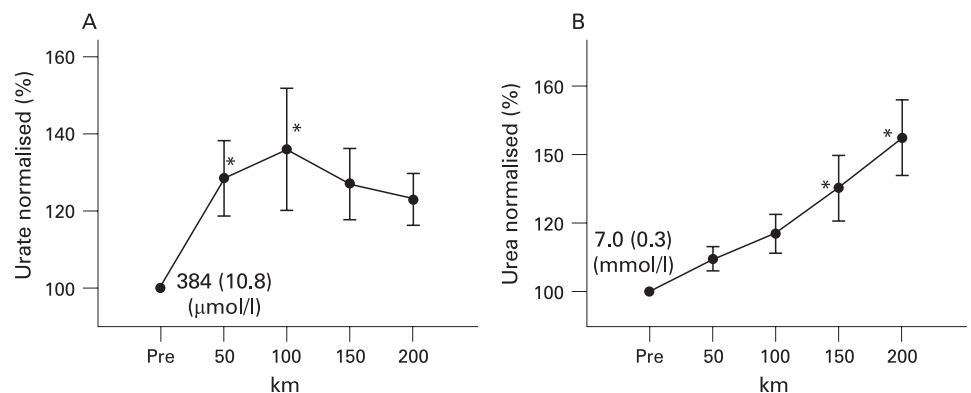 A
Urate normalised (%)
160
140
120
100
*
*
384 (10.8)
(μmol/l)
Pre 50 100 150 200
km
B
Urea normalised (%)
160
150
120
100
*
*
7.0 (0.3)
(mmol/l)
Pre 50 100 150 200
km